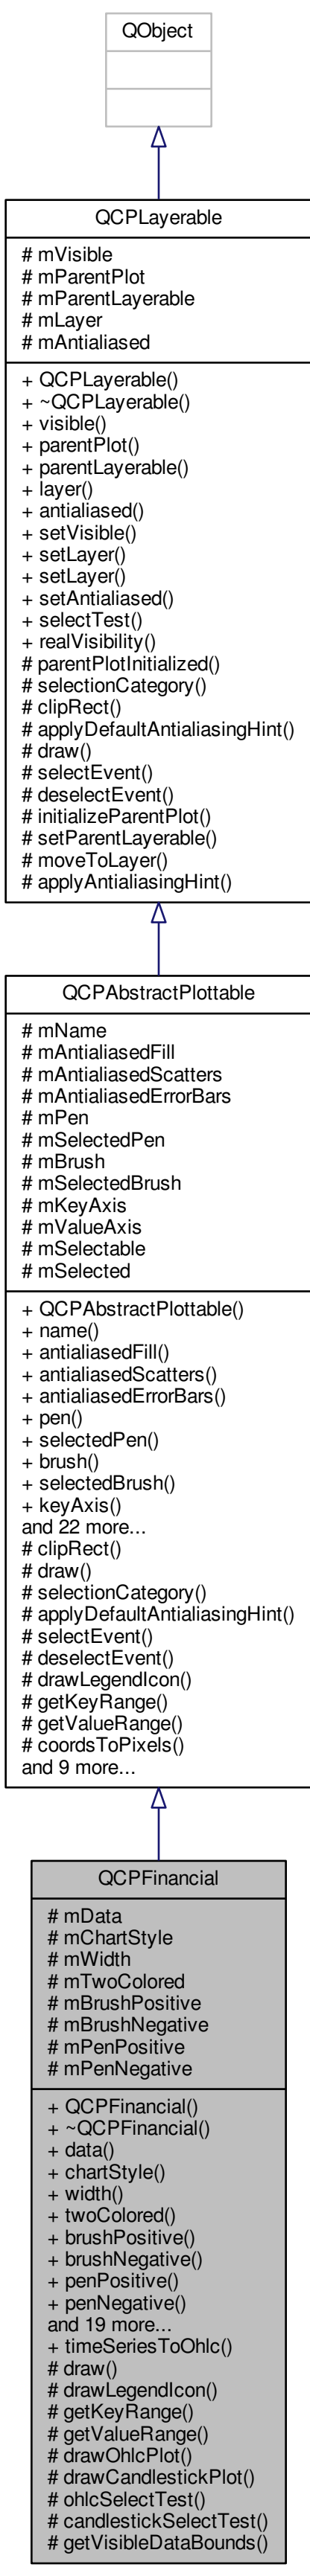 QObject
QCPLayerable
# mVisible
# mParentPlot
# mParentLayerable
# mLayer
# mAntialiased
+ QCPLayerable()
+ ~QCPLayerable()
+ visible()
+ parentPlot()
+ parentLayerable()
+ layer()
+ antialiased()
+ setVisible()
+ setLayer()
+ setLayer()
+ setAntialiased()
+ selectTest()
+ realVisibility()
# parentPlotInitialized()
# selectionCategory()
# clipRect()
# applyDefaultAntialiasingHint()
# draw()
# selectEvent()
# deselectEvent()
# initializeParentPlot()
# setParentLayerable()
# moveToLayer()
# applyAntialiasingHint()
QCPAbstractPlottable
# mName
# mAntialiasedFill
# mAntialiasedScatters
# mAntialiasedErrorBars
# mPen
# mSelectedPen
# mBrush
# mSelectedBrush
# mKeyAxis
# mValueAxis
# mSelectable
# mSelected
+ QCPAbstractPlottable()
+ name()
+ antialiasedFill()
+ antialiasedScatters()
+ antialiasedErrorBars()
+ pen()
+ selectedPen()
+ brush()
+ selectedBrush()
+ keyAxis()
and 22 more...
# clipRect()
# draw()
# selectionCategory()
# applyDefaultAntialiasingHint()
# selectEvent()
# deselectEvent()
# drawLegendIcon()
# getKeyRange()
# getValueRange()
# coordsToPixels()
and 9 more...
QCPFinancial
# mData
# mChartStyle
# mWidth
# mTwoColored
# mBrushPositive
# mBrushNegative
# mPenPositive
# mPenNegative
+ QCPFinancial()
+ ~QCPFinancial()
+ data()
+ chartStyle()
+ width()
+ twoColored()
+ brushPositive()
+ brushNegative()
+ penPositive()
+ penNegative()
and 19 more...
+ timeSeriesToOhlc()
# draw()
# drawLegendIcon()
# getKeyRange()
# getValueRange()
# drawOhlcPlot()
# drawCandlestickPlot()
# ohlcSelectTest()
# candlestickSelectTest()
# getVisibleDataBounds()